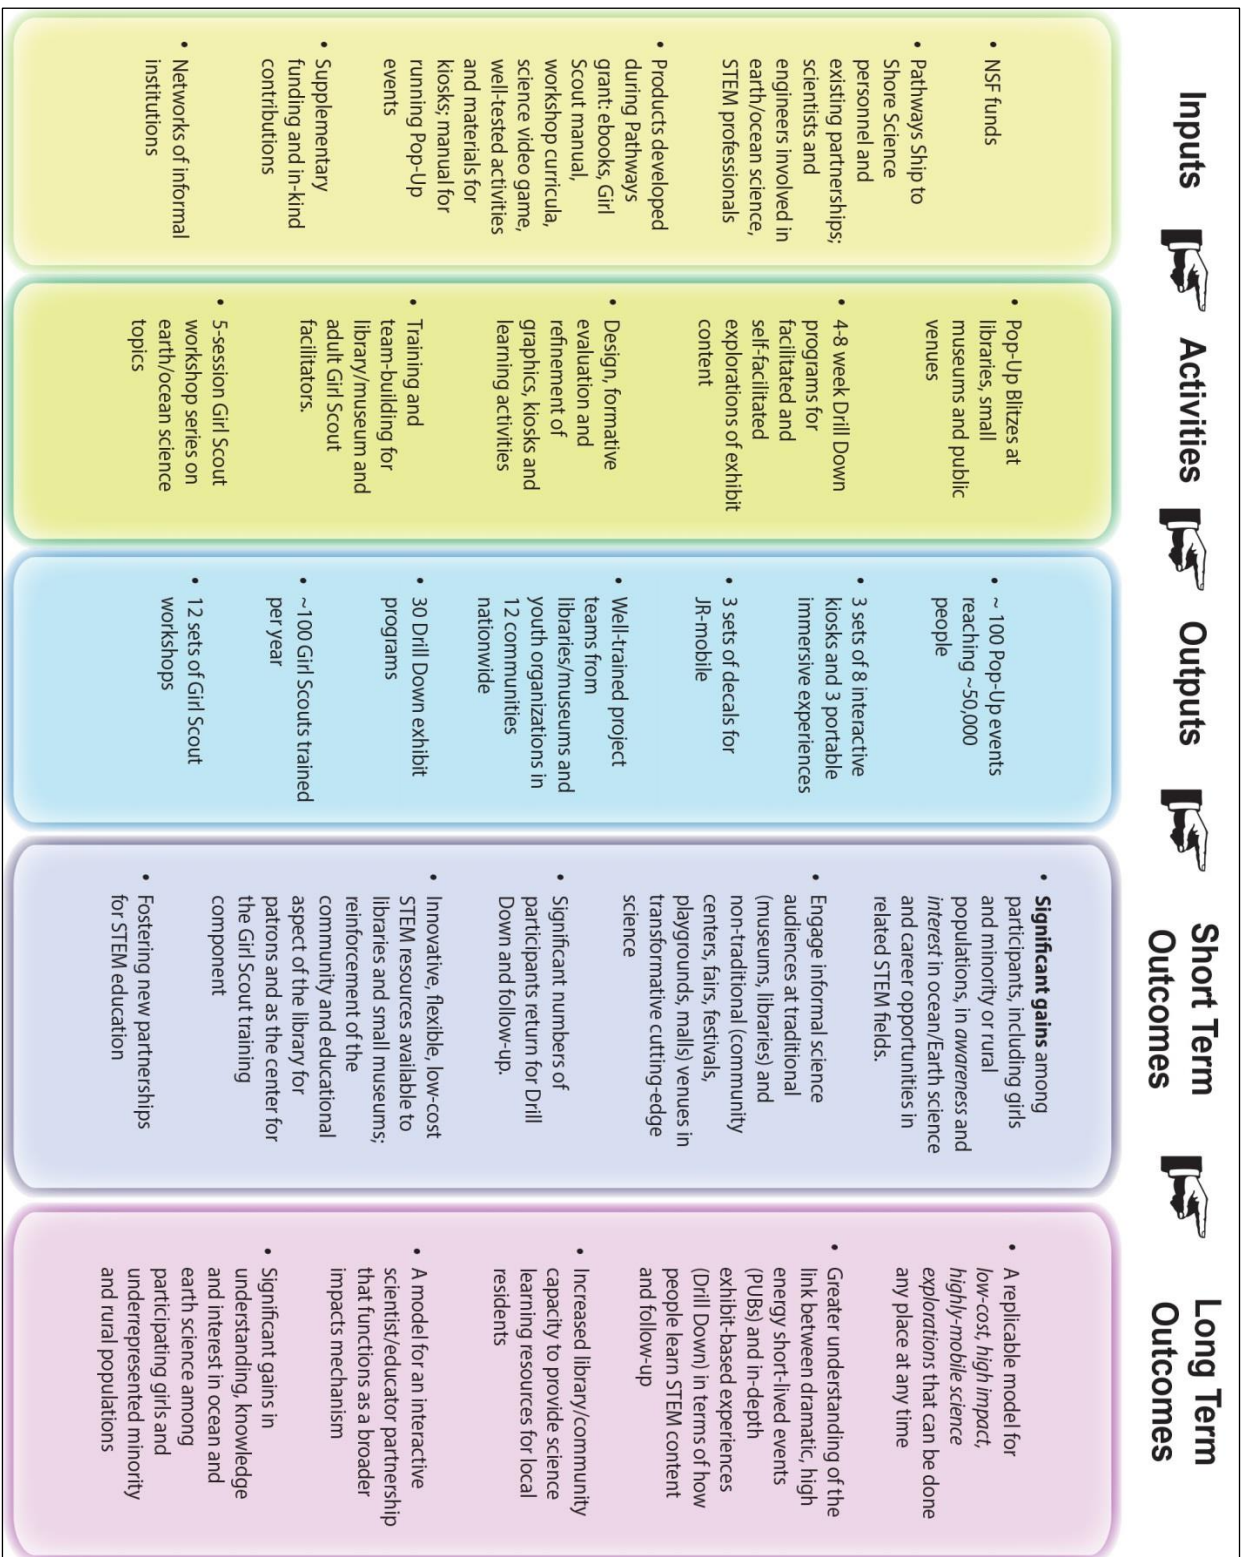 Inputs
Activities
Outputs
Short Term
Outcomes
Long Term
Outcomes
• NSF funds
• Pathways Ship to
Shore Science
personnel and
existing partnerships;
scientists and
engineers involved in
earth/ocean science,
STEM professionals
• Products developed
during Pathways
grant: ebooks, Girl
Scout manual,
workshop curricula,
science video game,
well-tested activities
and materials for
kiosks; manual for
running Pop-Up
events
• Supplementary
funding and in-kind
contributions
• Networks of informal
institutions
• Pop-Up Blitzes at
libraries, small
museums and public
venues
• 4-8 week Drill Down
programs for
facilitated and
self-facilitated
explorations of exhibit
content
• Design, formative
evaluation and
refinement of
graphics, kiosks and
learning activities
• Training and
team-building for
library/museum and
adult Girl Scout
facilitators.
• 5-session Girl Scout
workshop series on
earth/ocean science
topics
• ~ 100 Pop-Up events
reaching ~50,000
people
• 3 sets of 8 interactive
kiosks and 3 portable
immersive experiences
• 3 sets of decals for
JR-mobile
• Well-trained project
teams from
libraries/museums and
youth organizations in
12 communities
nationwide
• 30 Drill Down exhibit
programs
• ~100 Girl Scouts trained
per year
• 12 sets of Girl Scout
workshops
• Significant gains among
participants, including girls
and minority or rural
populations, in awareness and
interest in ocean/Earth science
and career opportunities in
related STEM fields.
• Engage informal science
audiences at traditional
(museums, libraries) and
non-traditional (community
centers, fairs, festivals,
playgrounds, malls) venues in
transformative cutting-edge
science
• Significant numbers of
participants return for Drill
Down and follow-up.
• Innovative, flexible, low-cost
STEM resources available to
libraries and small museums;
reinforcement of the
community and educational
aspect of the library for
patrons and as the center for
the Girl Scout training
component
• Fostering new partnerships
for STEM education
• A replicable model for
low-cost, high impact,
highly-mobile science
explorations that can be done
any place at any time
• Greater understanding of the
link between dramatic, high
energy short-lived events
(PUBs) and in-depth
exhibit-based experiences
(Drill Down) in terms of how
people learn STEM content
and follow-up
• Increased library/community
capacity to provide science
learning resources for local
residents
• A model for an interactive
scientist/educator partnership
that functions as a broader
impacts mechanism
• Significant gains in
understanding, knowledge
and interest in ocean and
earth science among
participating girls and
underrepresented minority
and rural populations